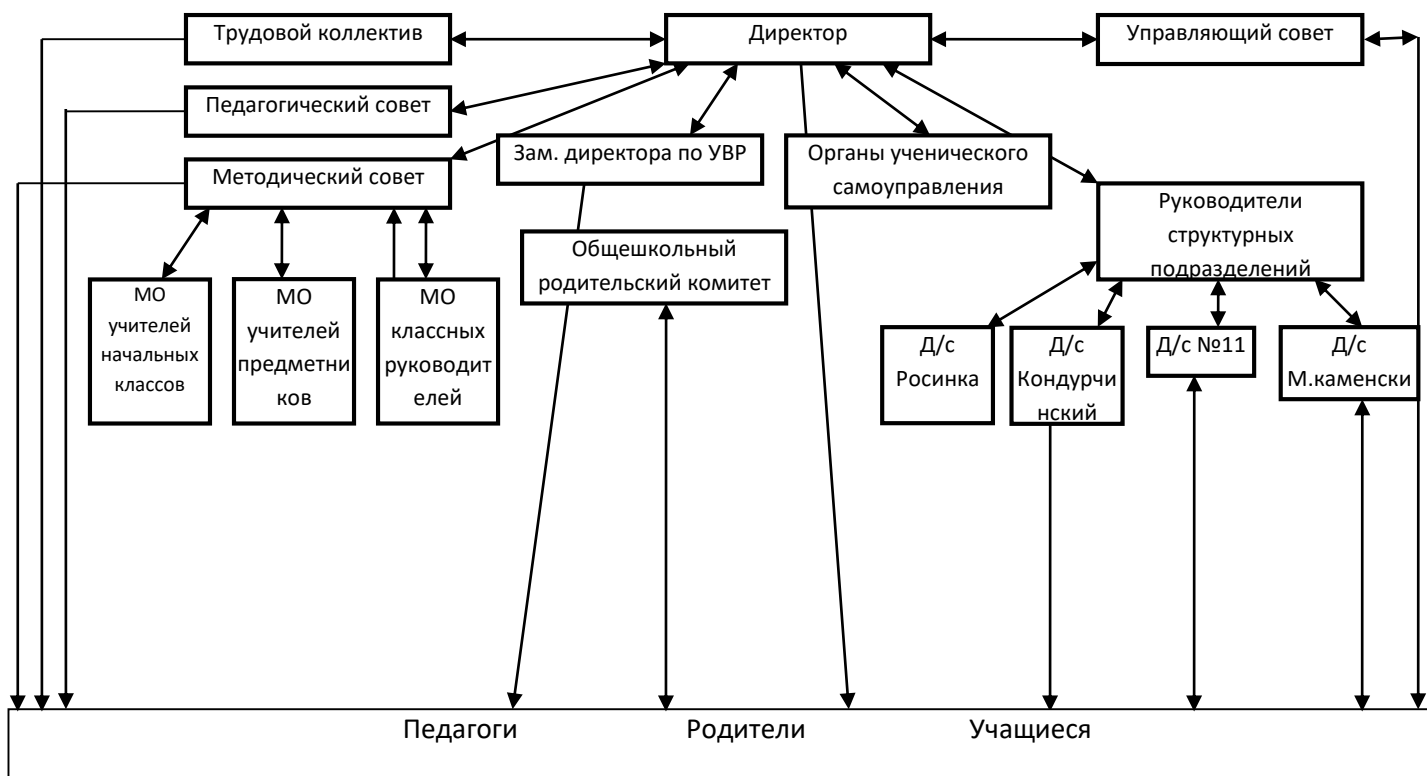 Трудовой коллектив
Директор
Управляющий совет
Педагогический совет
Зам. директора по УВР
Органы ученического
самоуправления
Методический совет
Руководители
структурных
подразделений
Общешкольный
родительский комитет
МО
учителей
начальных
классов
МО
учителей
предметни
ков
МО
классных
руководит
елей
Д/с
Росинка
Д/с
Кондурчи
нский
Д/с №11
Д/с
М.каменски
Педагоги Родители Учащиеся